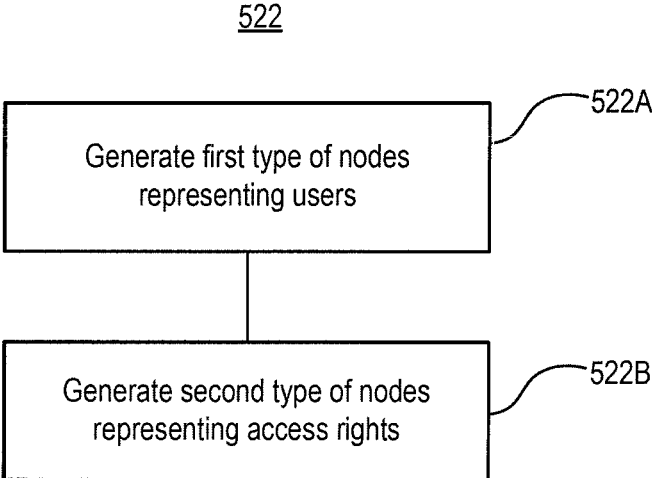 522
522A
Generate first type of nodes
representing users
522B
Generate second type of nodes
representing access rights